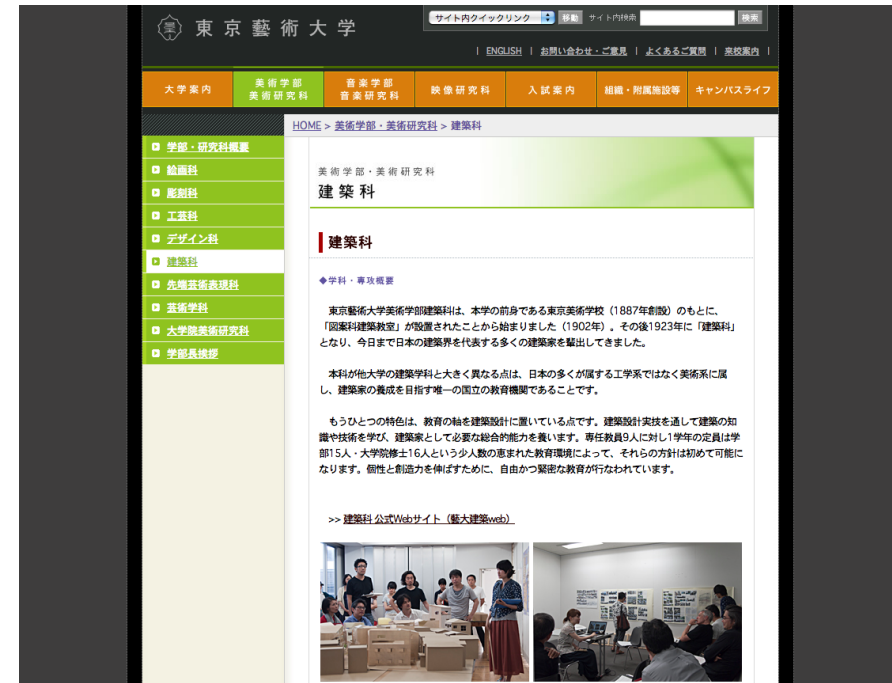 東京藝術大学
サイト内クイックリンク 移動 サイト内検索 検索
| ENGLISH | お問い合わせ・ご意見 | よくあるご質問 | 来校案内 |
大学案内
美術学部
美術研究科
音楽学部
音楽研究科
映像研究科
入試案内
組織・附属施設等
キャンパスライフ
HOME > 美術学部・美術研究科 > 建築科
学部・研究科概要
絵画科
彫刻科
工芸科
デザイン科
建築科
先端芸術表現科
芸術学科
大学院美術研究科
学部長挨拶
美術学部・美術研究科
建築科
建築科
◆学科・専攻概要
東京藝術大学美術学部建築科は、本学の前身である東京美術学校（1887年創設）のもとに、
「図案科建築教室」が設置されたことから始まりました（1902年）。その後1923年に「建築科」
となり、今日まで日本の建築界を代表する多くの建築家を輩出してきました。
本科が他大学の建築学科と大きく異なる点は、日本の多くが属する工学系ではなく美術系に属
し、建築家の養成を目指す唯一の国立の教育機関であることです。
もうひとつの特色は、教育の軸を建築設計に置いている点です。建築設計実技を通して建築の知
識や技術を学び、建築家として必要な総合的能力を養います。専任教員9人に対し1学年の定員は学
部15人・大学院修士16人という少人数の恵まれた教育環境によって、それらの方針は初めて可能に
なります。個性と創造力を伸ばすために、自由かつ緊密な教育が行なわれています。
>> 建築科 公式Webサイト（藝大建築web）